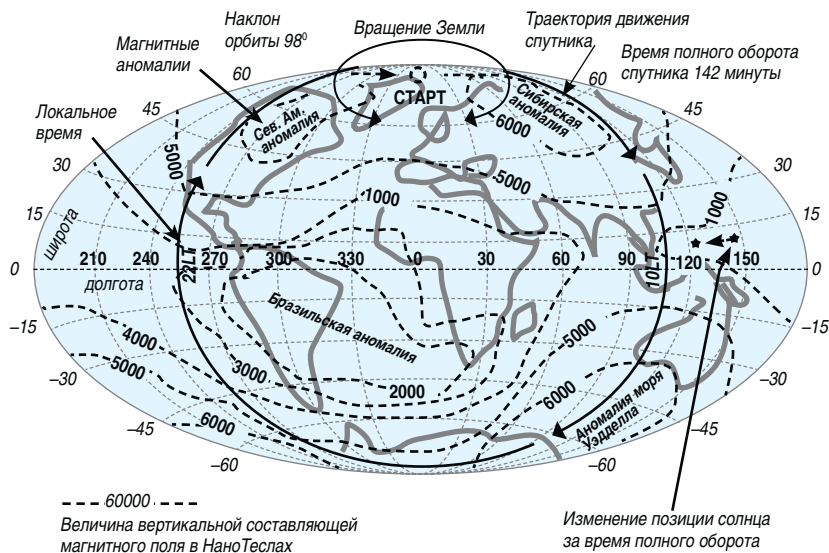 Наклон
орбиты 98⁰
Вращение Земли
Траектория движения
спутника
Магнитные
аномалии
Время полного оборота
спутника 142 минуты
Локальное
время
60
60
45
45
30
30
15
15
0
0
–15
–15
–30
–30
–45
–45
–60
–60
СТАРТ
Сев. Ам.
аномалия
Сибирская
аномалия
6000
5000
5000
1000
1000
широта
долгота
210
240
22LT
270
300
330
0
30
60
90
10LT
120
150
Бразильская аномалия
4000
5000
3000
2000
6000
5000
6000
Аномалия моря
Уэдделла
60000
Величина вертикальной составляющей
магнитного поля в НаноТеслах
Изменение позиции солнца
за время полного оборота